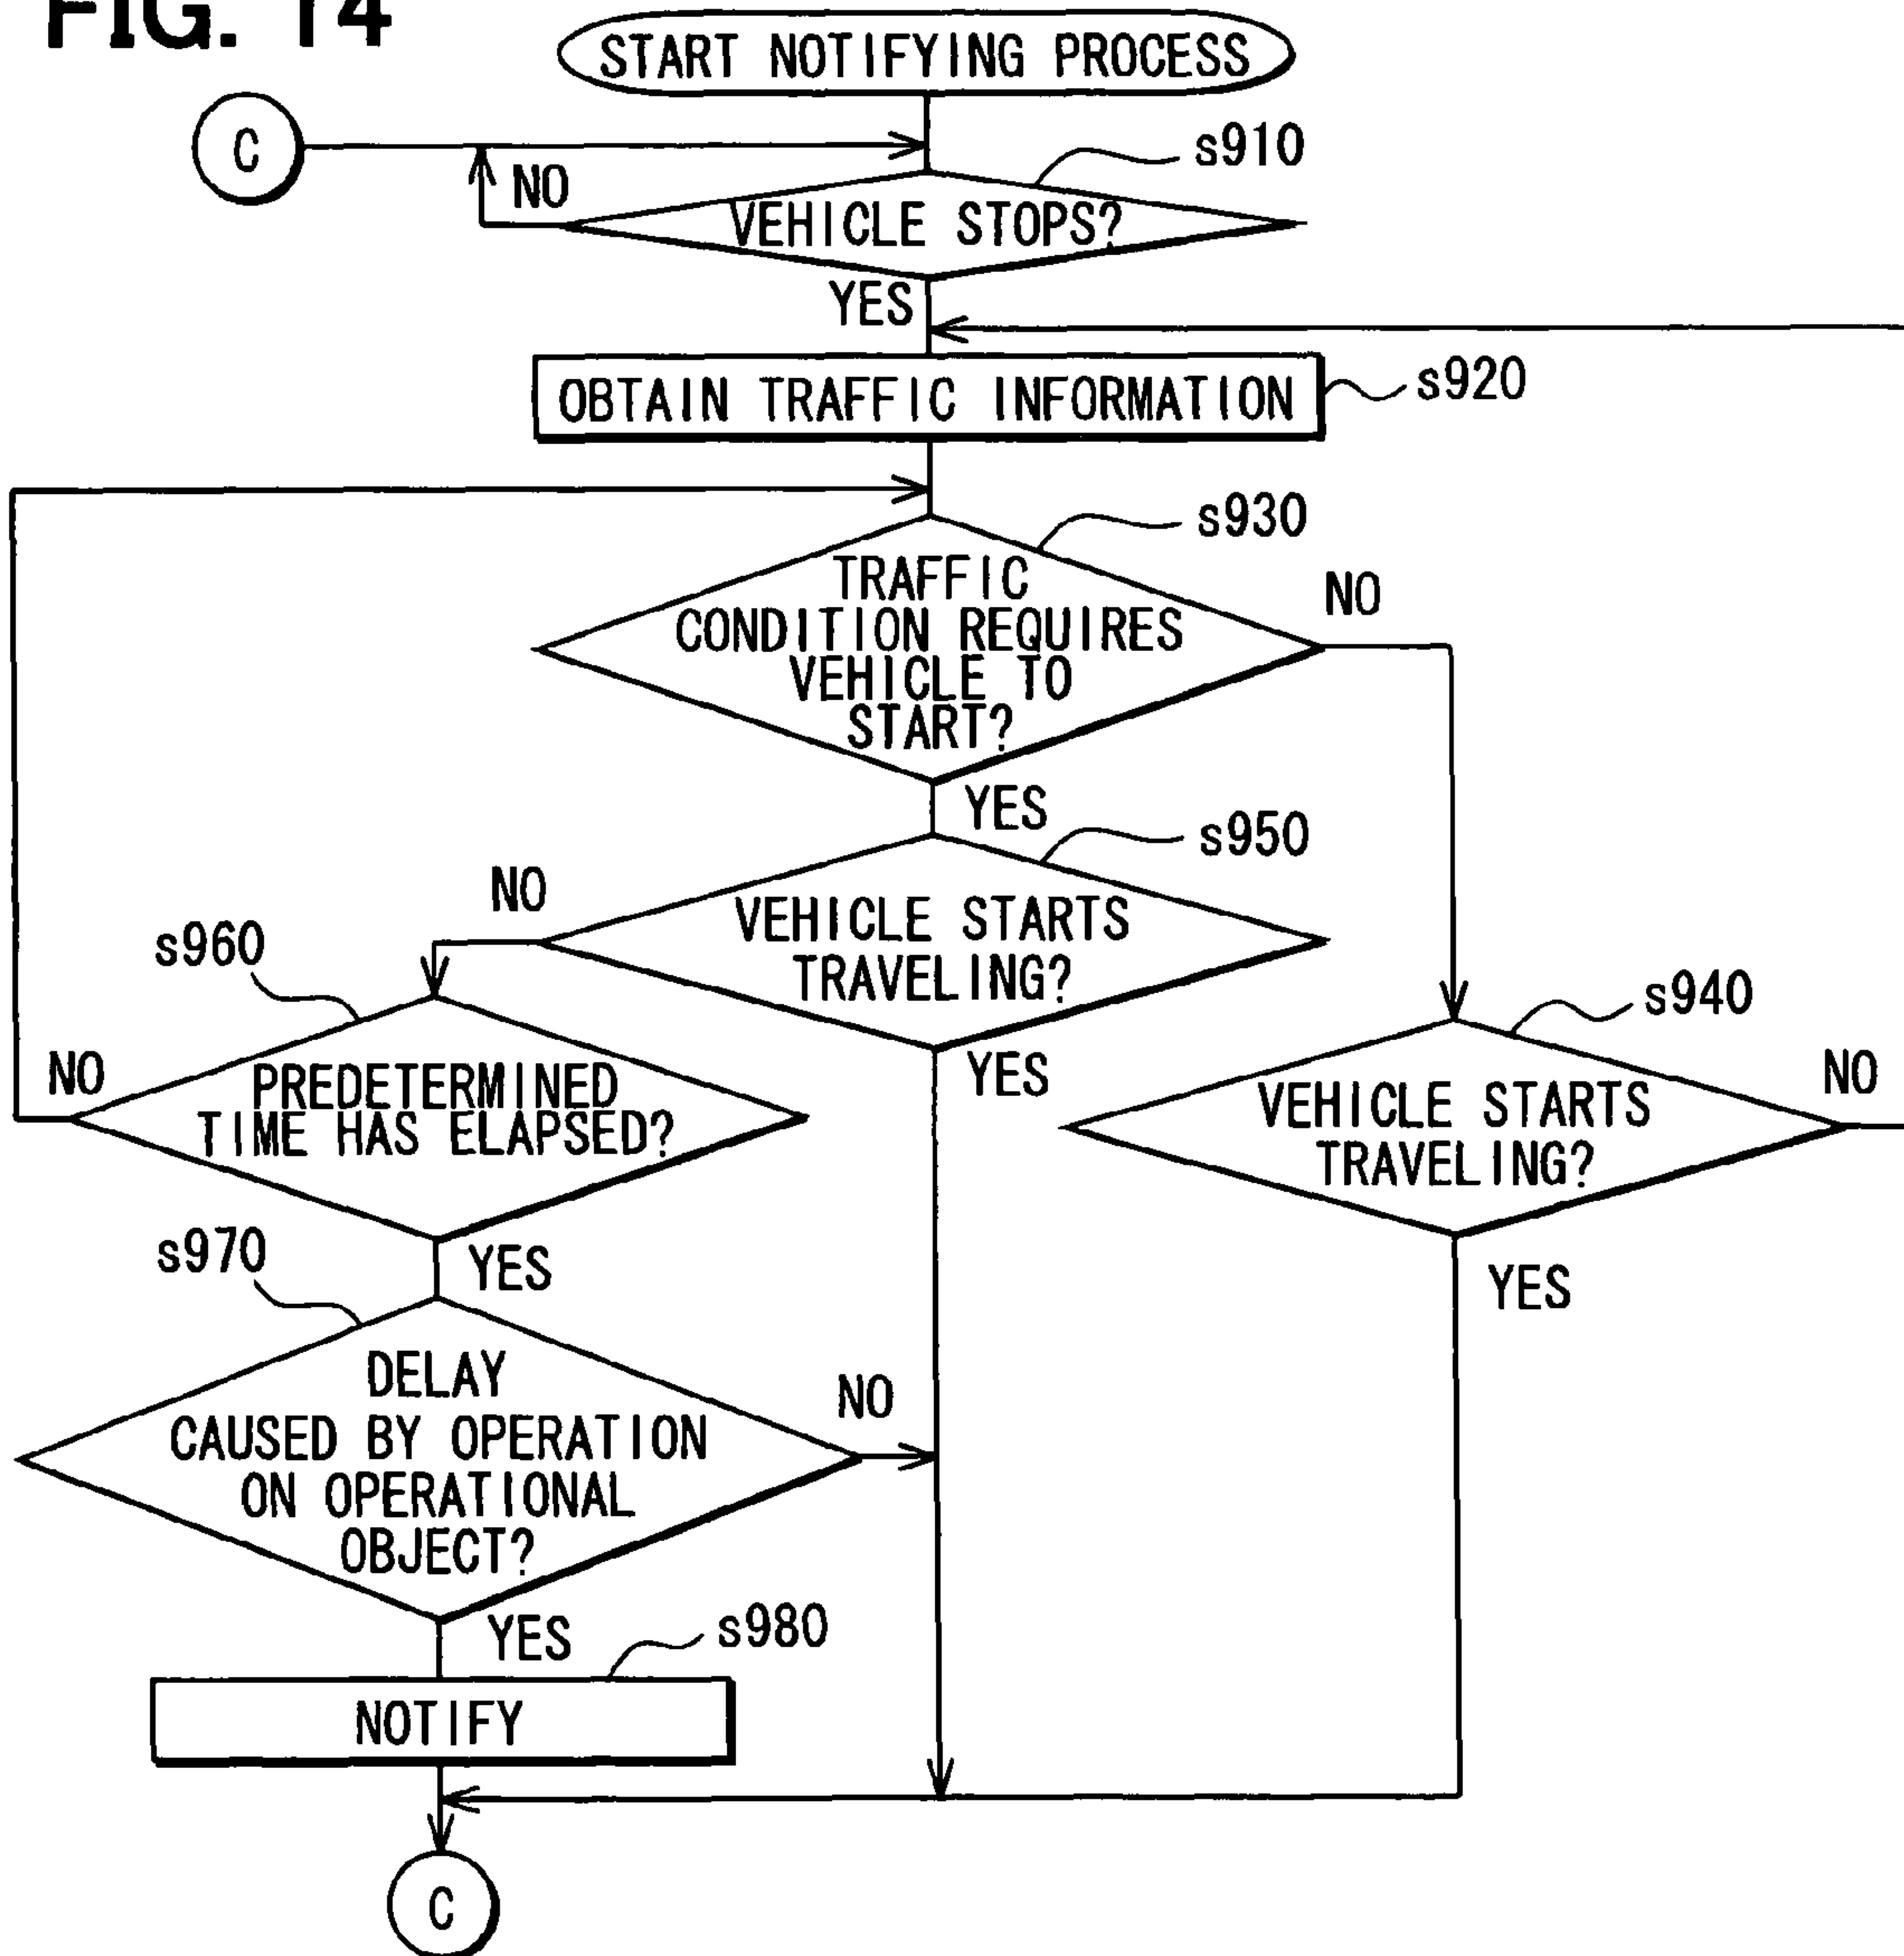 FIG. 14
START NOTIFYING PROCESS
C
s910
NO
VEHICLE STOPS?
YES
OBTAIN TRAFFIC INFORMATION
s920
s930
TRAFFIC
CONDITION REQUIRES
VEHICLE TO
START?
NO
YES
s950
NO
VEHICLE STARTS
TRAVELING?
YES
s960
NO
PREDETERMINED
TIME HAS ELAPSED?
YES
s940
VEHICLE STARTS
TRAVELING?
NO
YES
s970
DELAY
CAUSED BY OPERATION
ON OPERATIONAL
OBJECT?
NO
YES
s980
NOTIFY
C